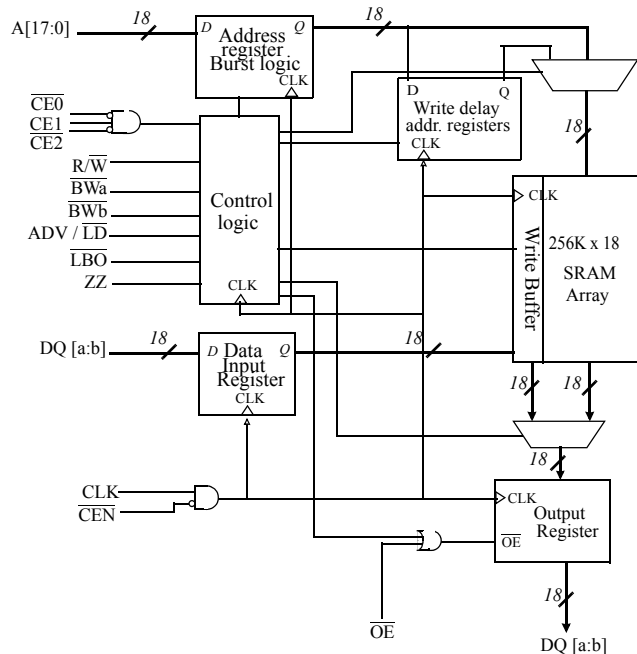 A[17:0]
18
D
Address
register
Burst logic
Q
CLK
18
D
Q
Write delay
addr. registers
CLK
18
CE0
CE1
CE2
R/W
BWa
BWb
ADV / LD
LBO
ZZ
Control
logic
CLK
CLK
Write Buffer
256K x 18
SRAM
Array
DQ [a:b]
18
D
Data
Input
Register
Q
CLK
18
18
18
18
CLK
CEN
CLK
Output
Register
OE
OE
18
DQ [a:b]